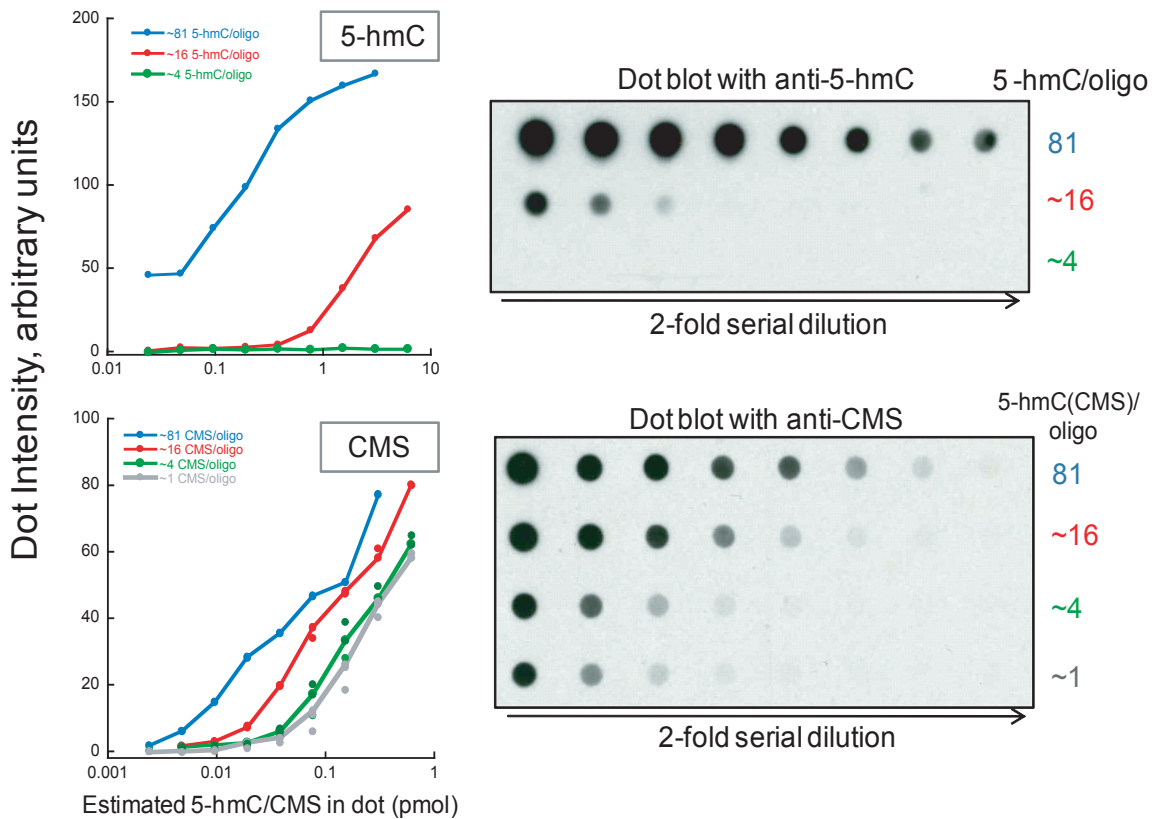 Dot Intensity, arbitrary units
200
150
100
50
0
~81 5-hmC/oligo
~16 5-hmC/oligo
~4 5-hmC/oligo
5-hmC
0.01
0.1
1
10
Dot blot with anti-5-hmC
5 -hmC/oligo
81
~16
~4
2-fold serial dilution
100
80
60
40
20
0
~81 CMS/oligo
~16 CMS/oligo
~4 CMS/oligo
~1 CMS/oligo
CMS
0.001
0.01
0.1
1
Estimated 5-hmC/CMS in dot (pmol)
Dot blot with anti-CMS
5-hmC(CMS)/
oligo
81
~16
~4
~1
2-fold serial dilution